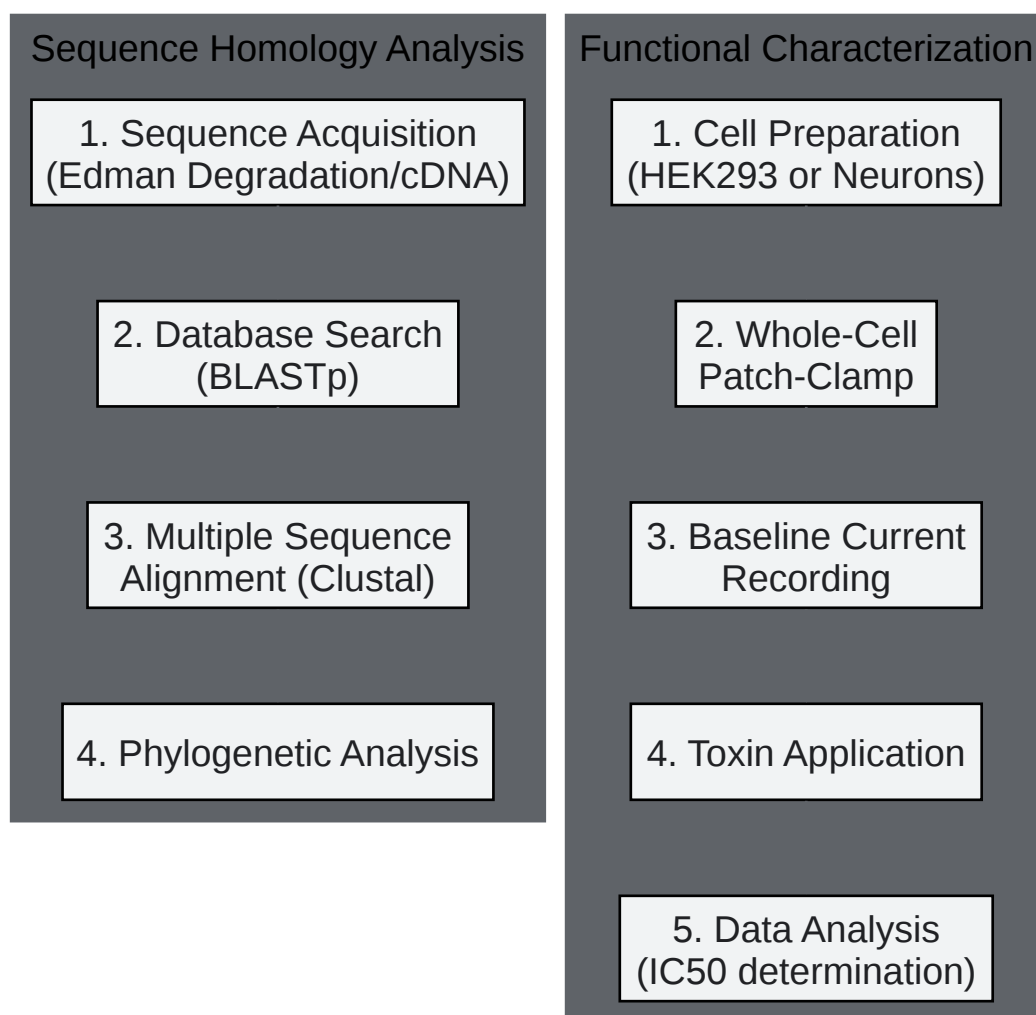 Sequence Homology Analysis
1. Sequence Acquisition
(Edman Degradation/cDNA)
2. Database Search
(BLASTp)
3. Multiple Sequence
Alignment (Clustal)
4. Phylogenetic Analysis
Functional Characterization
1. Cell Preparation
(HEK293 or Neurons)
2. Whole-Cell
Patch-Clamp
3. Baseline Current
Recording
4. Toxin Application
5. Data Analysis
(IC50 determination)